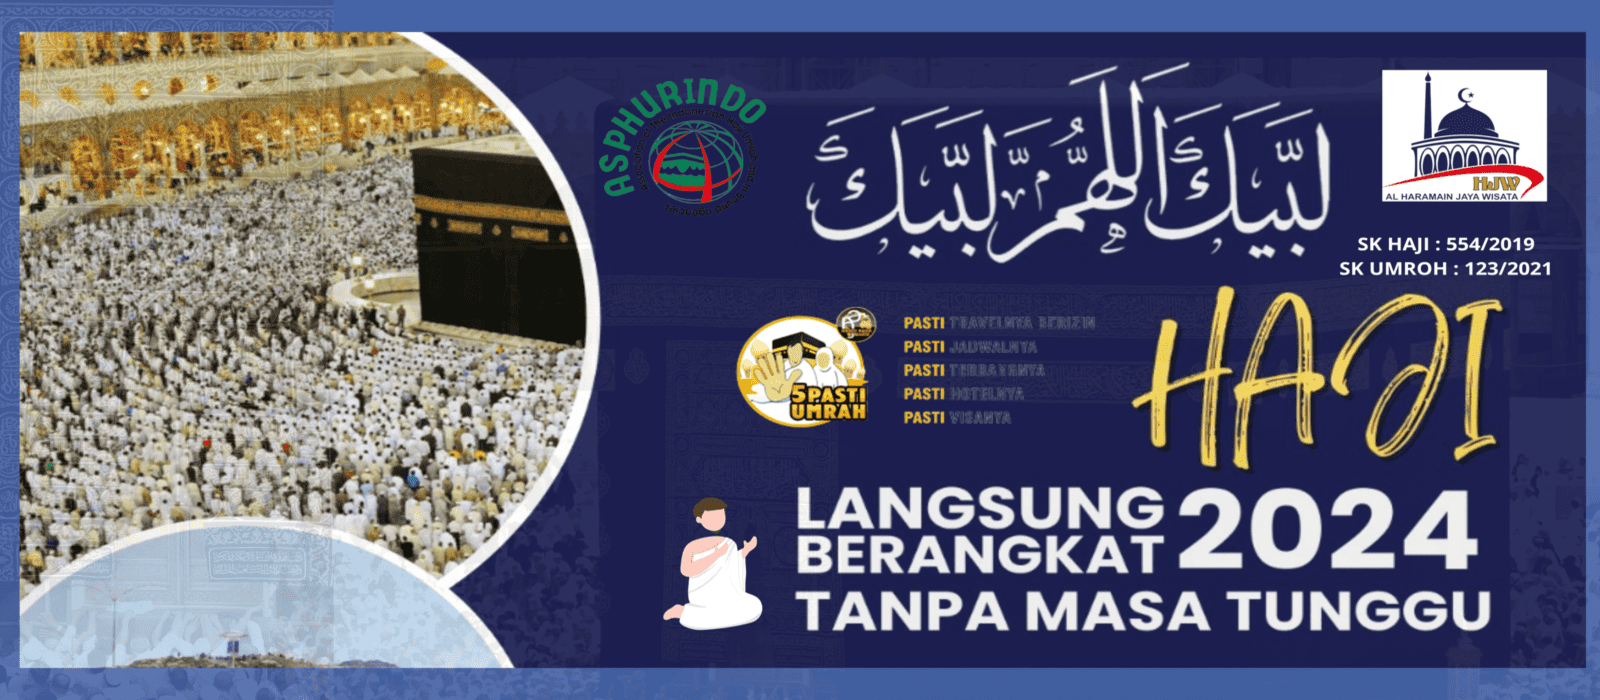 ASPHURINDO
لبيك اللهم لبيك
HJW
AL HARAMAIN JAYA WISATA
SK HAJI : 554/2019
SK UMROH : 123/2021
5 PASTI
UMRAH
PASTI TRAVELNYA BERIZIN
PASTI JADWALNYA
PASTI TERBANGNYA
PASTI HOTELNYA
PASTI VISANYA
HAJI
LANGSUNG
BERANGKAT
2024
TANPA MASA TUNGGU